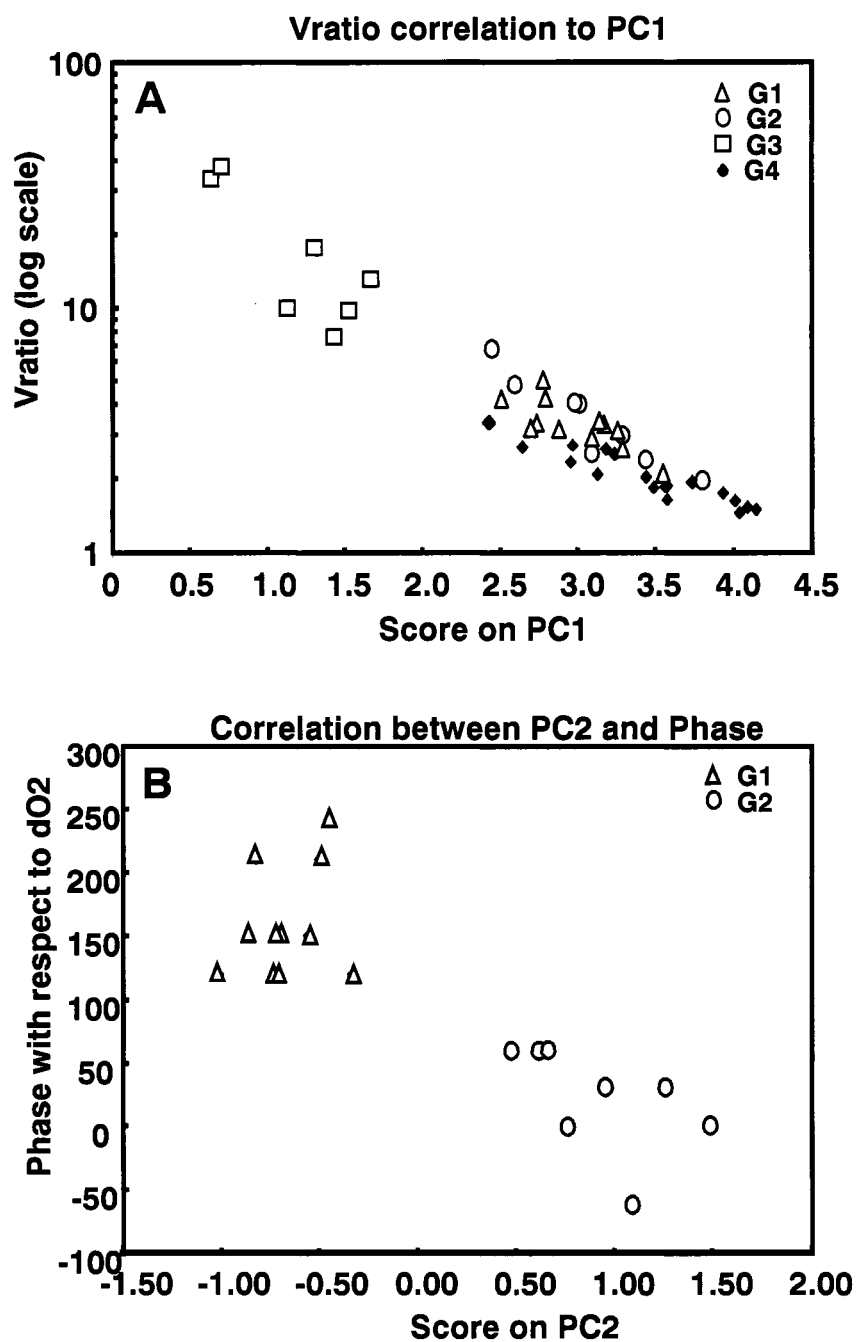 Vratio correlation to PC1
A
G1
G2
G3
G4
Vratio (log scale)
100
10
1
0 0.5 1.0 1.5 2.0 2.5 3.0 3.5 4.0 4.5
Score on PC1
Correlation between PC2 and Phase
B
G1
G2
Phase with respect to dO2
300
250
200
150
100
50
0
-50
-100
-1.50 -1.00 -0.50 0.00 0.50 1.00 1.50 2.00
Score on PC2